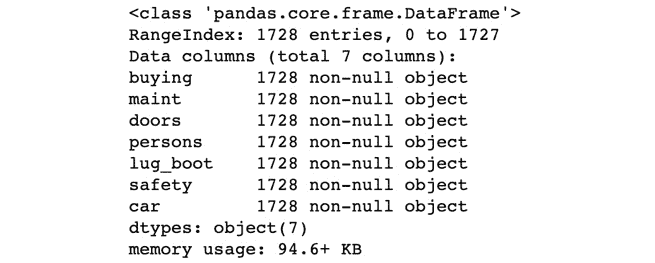 <class 'pandas.core.frame.DataFrame'>
RangeIndex: 1728 entries, 0 to 1727
Data columns (total 7 columns):
buying      1728 non-null object
maint       1728 non-null object
doors       1728 non-null object
persons     1728 non-null object
lug_boot    1728 non-null object
safety      1728 non-null object
car         1728 non-null object
dtypes: object(7)
memory usage: 94.6+ KB